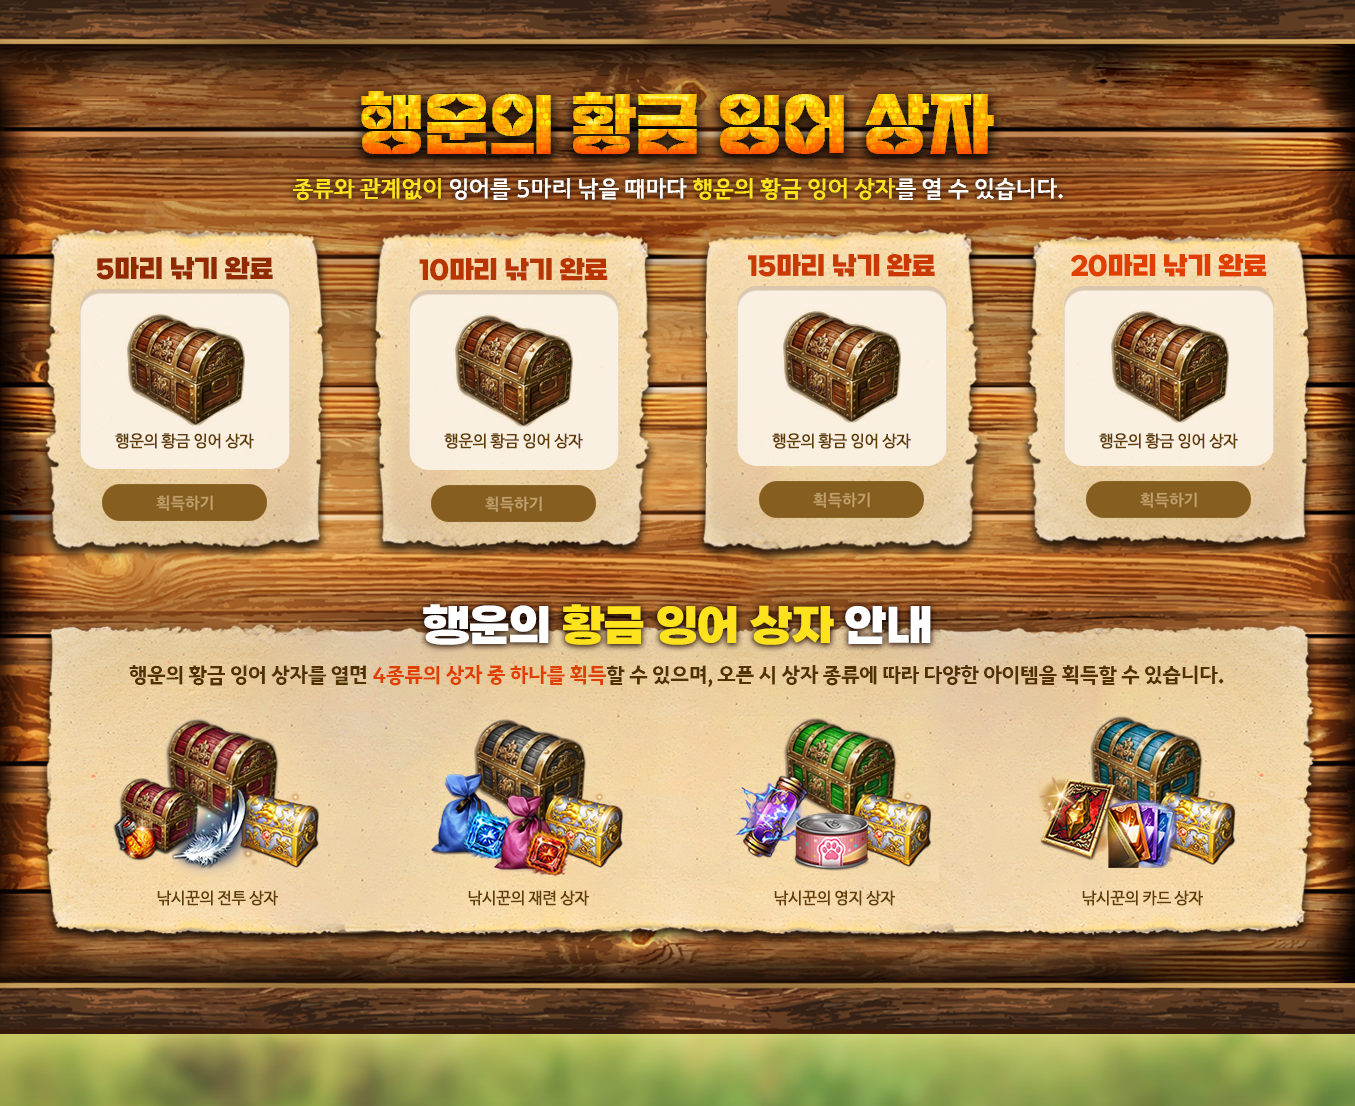 행운의 황금 잉어 상자
종류와 관계없이 잉어를 5마리 낚을 때마다 행운의 황금 잉어 상자를 열 수 있습니다.
5마리 낚기 완료
행운의 황금 잉어 상자
획득하기
10마리 낚기 완료
행운의 황금 잉어 상자
획득하기
15마리 낚기 완료
행운의 황금 잉어 상자
획득하기
20마리 낚기 완료
행운의 황금 잉어 상자
획득하기
행운의 황금 잉어 상자 안내
행운의 황금 잉어 상자를 열면 4종류의 상자 중 하나를 획득할 수 있으며, 오픈 시 상자 종류에 따라 다양한 아이템을 획득할 수 있습니다.
낚시꾼의 전투 상자
낚시꾼의 재련 상자
낚시꾼의 영지 상자
낚시꾼의 카드 상자